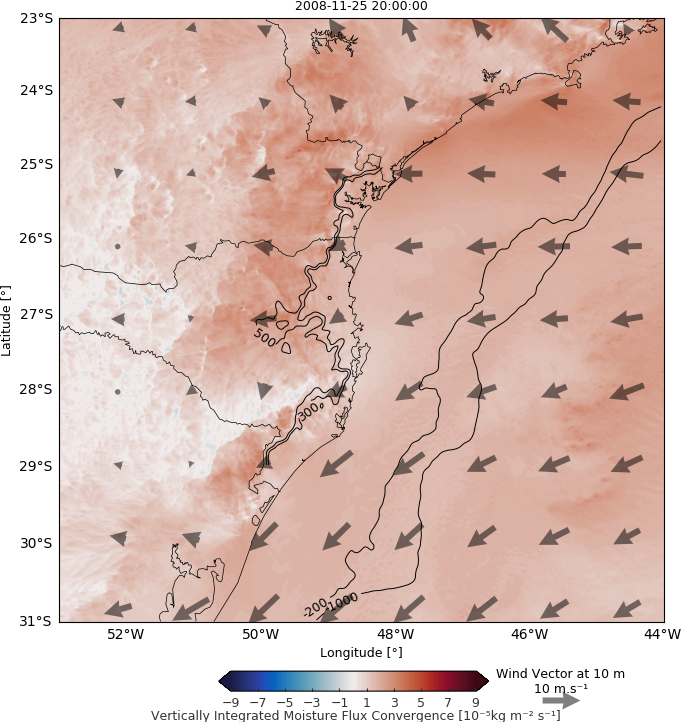 2008-11-25 20:00:00
23°S
24°S
25°S
26°S
27°S
28°S
29°S
30°S
31°S
Latitude [°]
500
300
-200
-1000
52°W 50°W 48°W 46°W 44°W
Longitude [°]
−9 −7 −5 −3 −1 1 3 5 7 9
Vertically Integrated Moisture Flux Convergence [10⁻⁵kg m⁻² s⁻¹]
Wind Vector at 10 m
10 m.s⁻¹